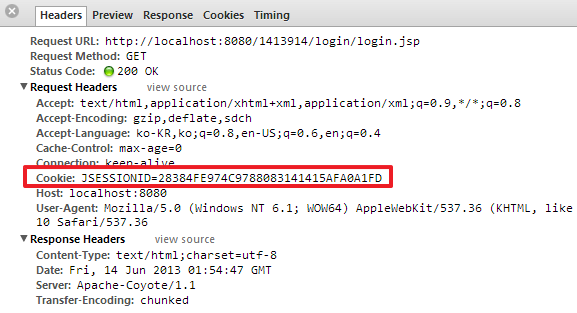 Headers Preview Response Cookies Timing
Request URL: http://localhost:8080/1413914/login/login.jsp
Request Method: GET
Status Code: 200 OK
Request Headers view source
Accept: text/html,application/xhtml+xml,application/xml;q=0.9,*/*;q=0.8
Accept-Encoding: gzip,deflate,sdch
Accept-Language: ko-KR,ko;q=0.8,en-US;q=0.6,en;q=0.4
Cache-Control: max-age=0
Connection: keep-alive
Cookie: JSESSIONID=28384FE974C9788083141415AFA0A1FD
Host: localhost:8080
User-Agent: Mozilla/5.0 (Windows NT 6.1; WOW64) AppleWebKit/537.36 (KHTML, like
10 Safari/537.36
Response Headers view source
Content-Type: text/html;charset=utf-8
Date: Fri, 14 Jun 2013 01:54:47 GMT
Server: Apache-Coyote/1.1
Transfer-Encoding: chunked